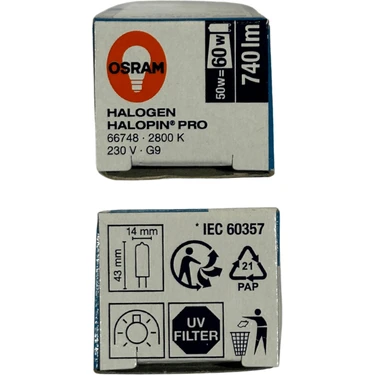 OSRAM
50W= 60W
740 lm
HALOGEN
HALOPIN® PRO
66748 · 2800 K
230 V · G9
14 mm
43 mm
* IEC 60357
21
PAP
UV
FILTER